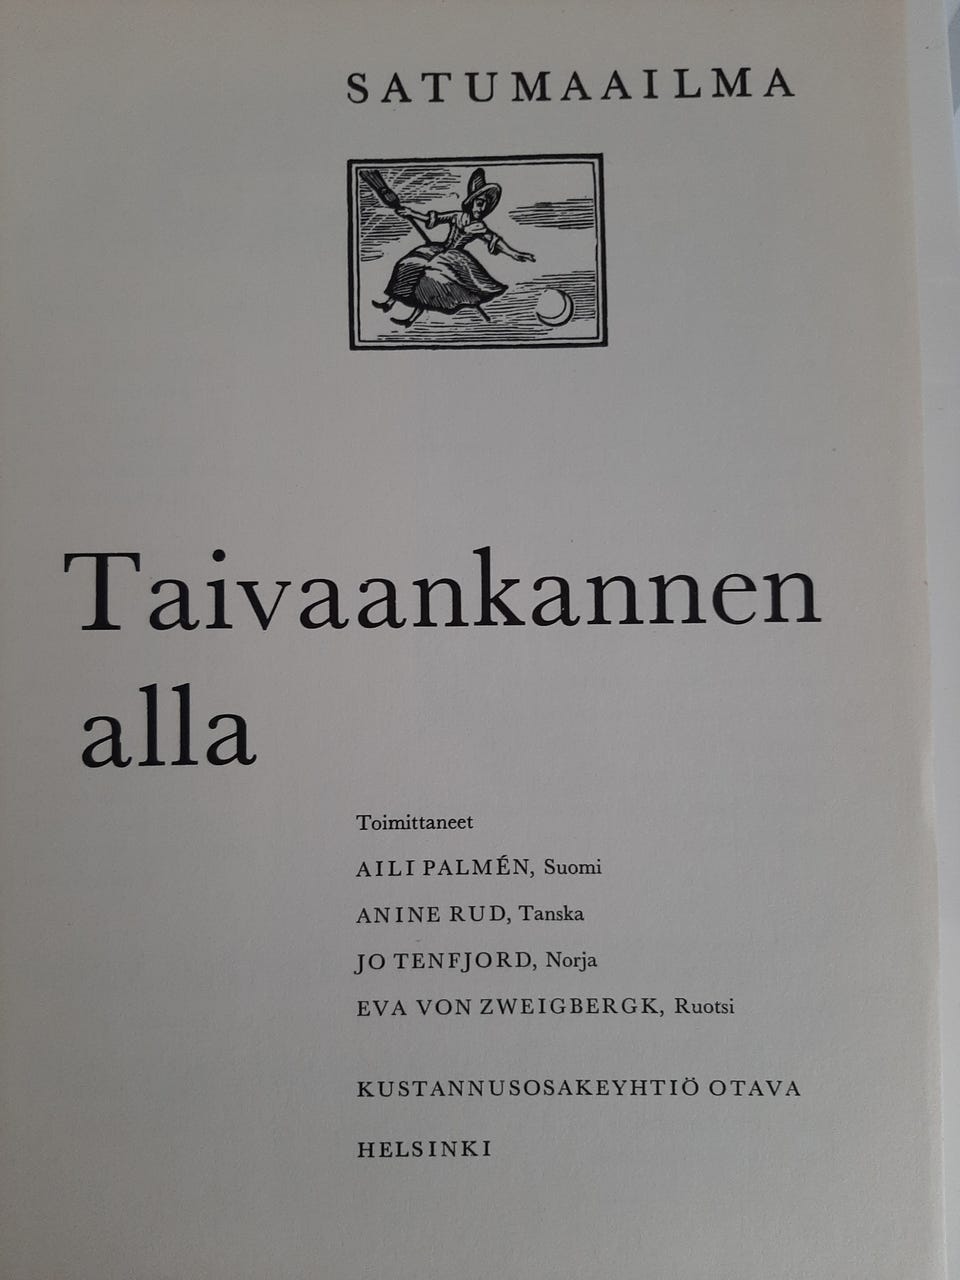 SATUMAAILMA
Taivaankannen
alla
Toimittaneet
AILI PALMÉN, Suomi
ANINE RUD, Tanska
JO TENFJORD, Norja
EVA VON ZWEIGBERGK, Ruotsi
KUSTANNUSOSAKEYHTIÖ OTAVA
HELSINKI